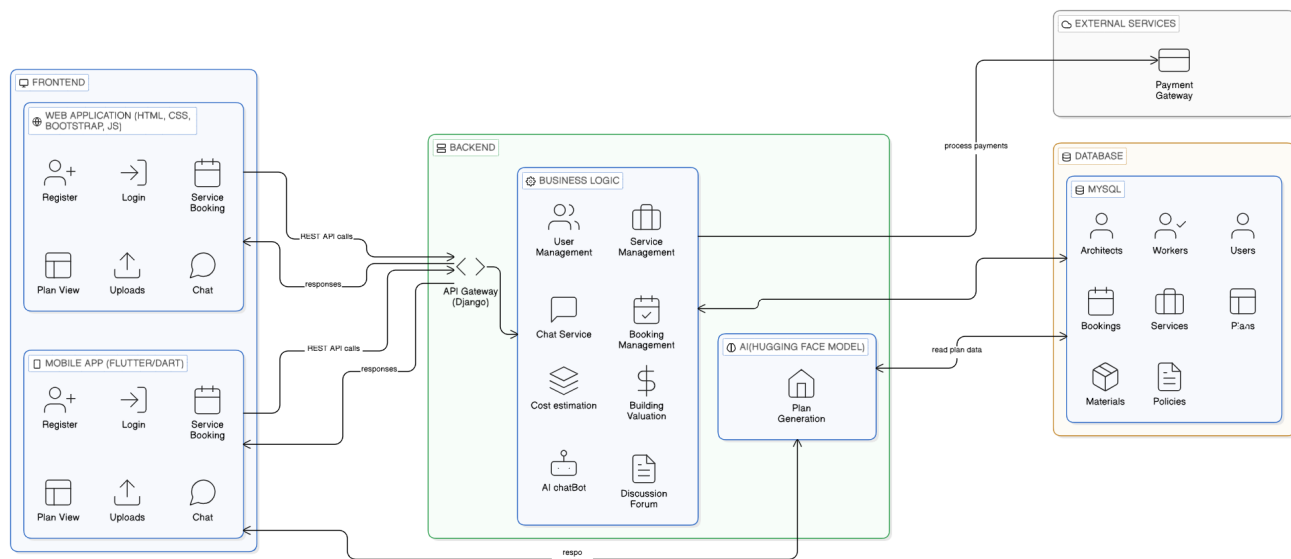 EXTERNAL SERVICES
Payment
Gateway
FRONTEND
WEB APPLICATION (HTML, CSS,
BOOTSTRAP, JS)
Register
Login
Service
Booking
Plan View
Uploads
Chat
MOBILE APP (FLUTTER/DART)
Register
Login
Service
Booking
Plan View
Uploads
Chat
REST API calls
responses
REST API calls
responses
BACKEND
API Gateway
(Django)
BUSINESS LOGIC
User
Management
Service
Management
Chat Service
Booking
Management
Cost estimation
Building
Valuation
AI chatBot
Discussion
Forum
AI(HUGGING FACE MODEL)
Plan
Generation
process payments
read plan data
respo
DATABASE
MYSQL
Architects
Workers
Users
Bookings
Services
Plans
Materials
Policies